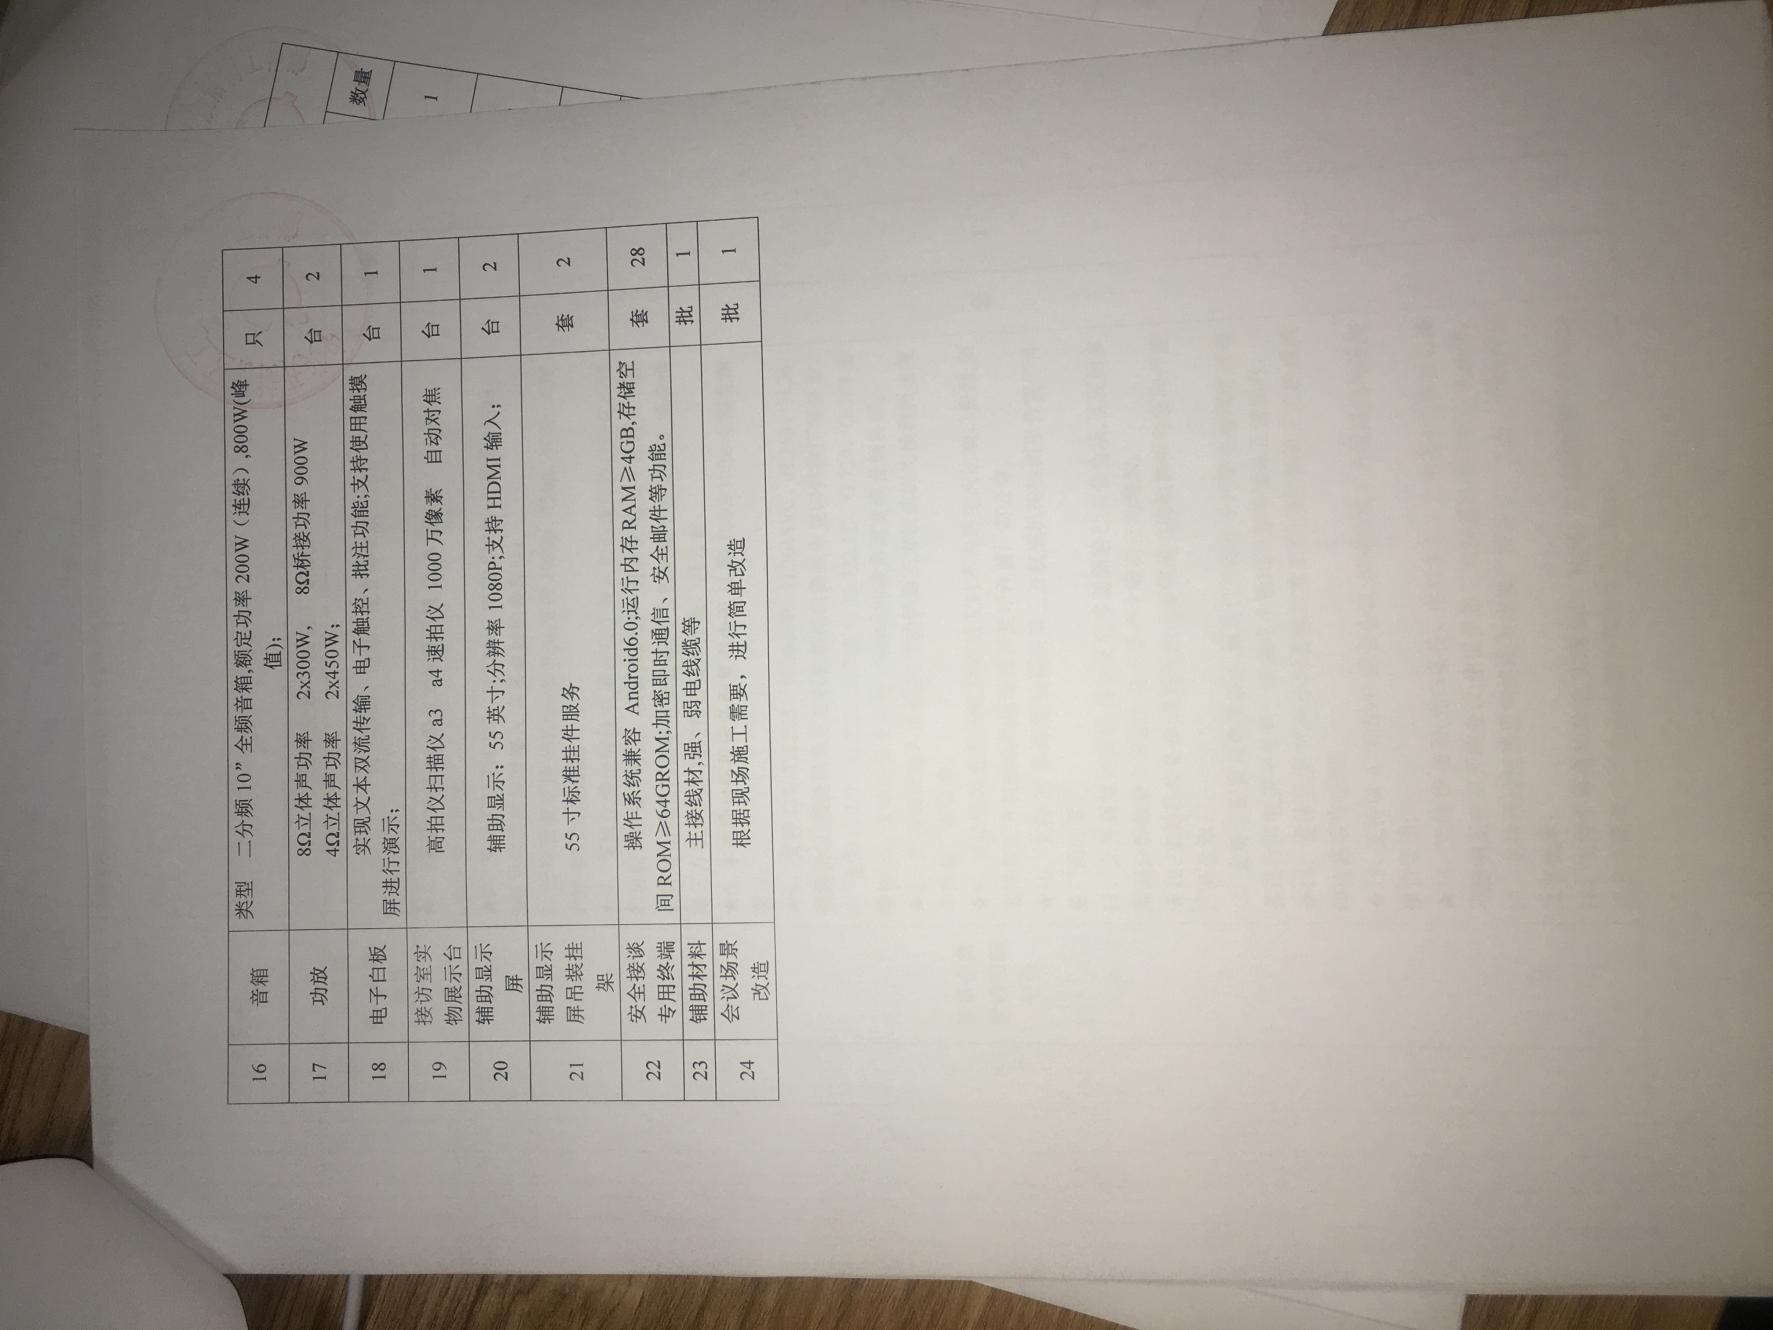 数量
1
16 音箱 类型 二分频 10”全频音箱,额定功率 200W（连续）,800W(峰 只 4
值);
17 功放 8Ω立体声功率 2x300W， 8Ω桥接功率 900W 台 2
4Ω立体声功率 2x450W；
18 电子白板 实现文本双流传输、电子触控、批注功能;支持使用触摸 台 1
屏进行演示；
19 接访室实 高拍仪扫描仪 a3 a4 速拍仪 1000 万像素 自动对焦 台 1
物展示台
20 辅助显示 辅助显示：55 英寸;分辨率 1080P;支持 HDMI 输入； 台 2
屏
21 辅助显示 55 寸标准挂件服务 套 2
屏吊装挂
架
22 安全接谈 操作系统兼容 Android6.0;运行内存 RAM≥4GB,存储空 套 28
专用终端 间 ROM≥64GROM;加密即时通信、安全邮件等功能。
23 铺助材料 主接线材,强、弱电线缆等 批 1
24 会议场景 根据现场施工需要，进行简单改造 批 1
改造